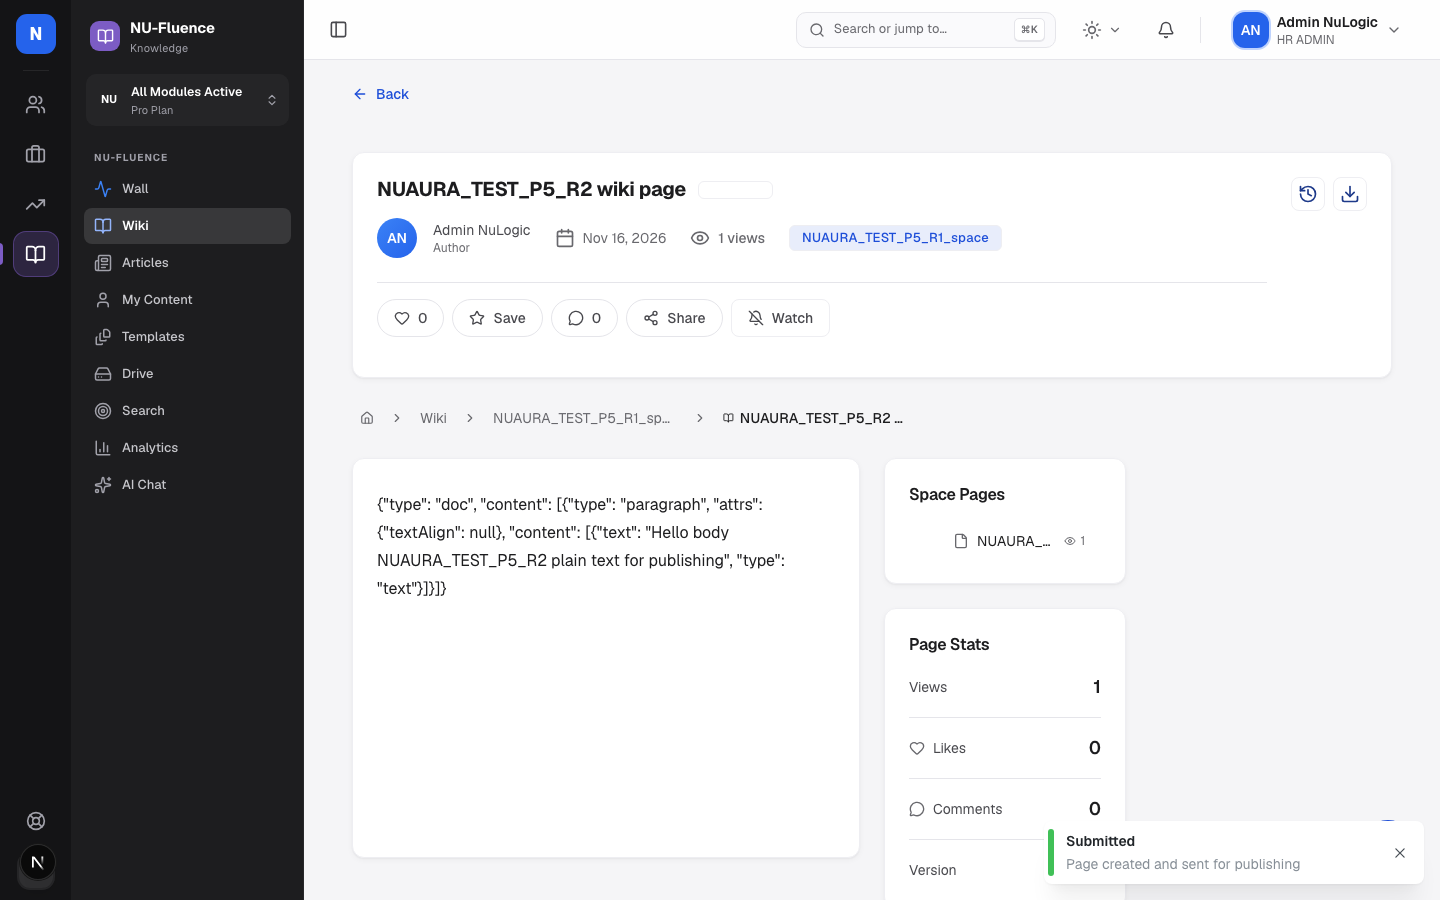 N
NU-Fluence
Knowledge
NU
All Modules Active
Pro Plan
NU-FLUENCE
Wall
Wiki
Articles
My Content
Templates
Drive
Search
Analytics
AI Chat
N
Search or jump to...
⌘K
AN
Admin NuLogic
HR ADMIN
Back
NUAURA_TEST_P5_R2 wiki page
AN
Admin NuLogic
Author
Nov 16, 2026
1 views
NUAURA_TEST_P5_R1_space
0
Save
0
Share
Watch
Wiki
NUAURA_TEST_P5_R1_sp...
NUAURA_TEST_P5_R2 ...
{"type": "doc", "content": [{"type": "paragraph", "attrs":
{"textAlign": null}, "content": [{"text": "Hello body
NUAURA_TEST_P5_R2 plain text for publishing", "type":
"text"}]}]}
Space Pages
NUAURA_...
1
Page Stats
Views
1
Likes
0
Comments
0
Version
Submitted
Page created and sent for publishing